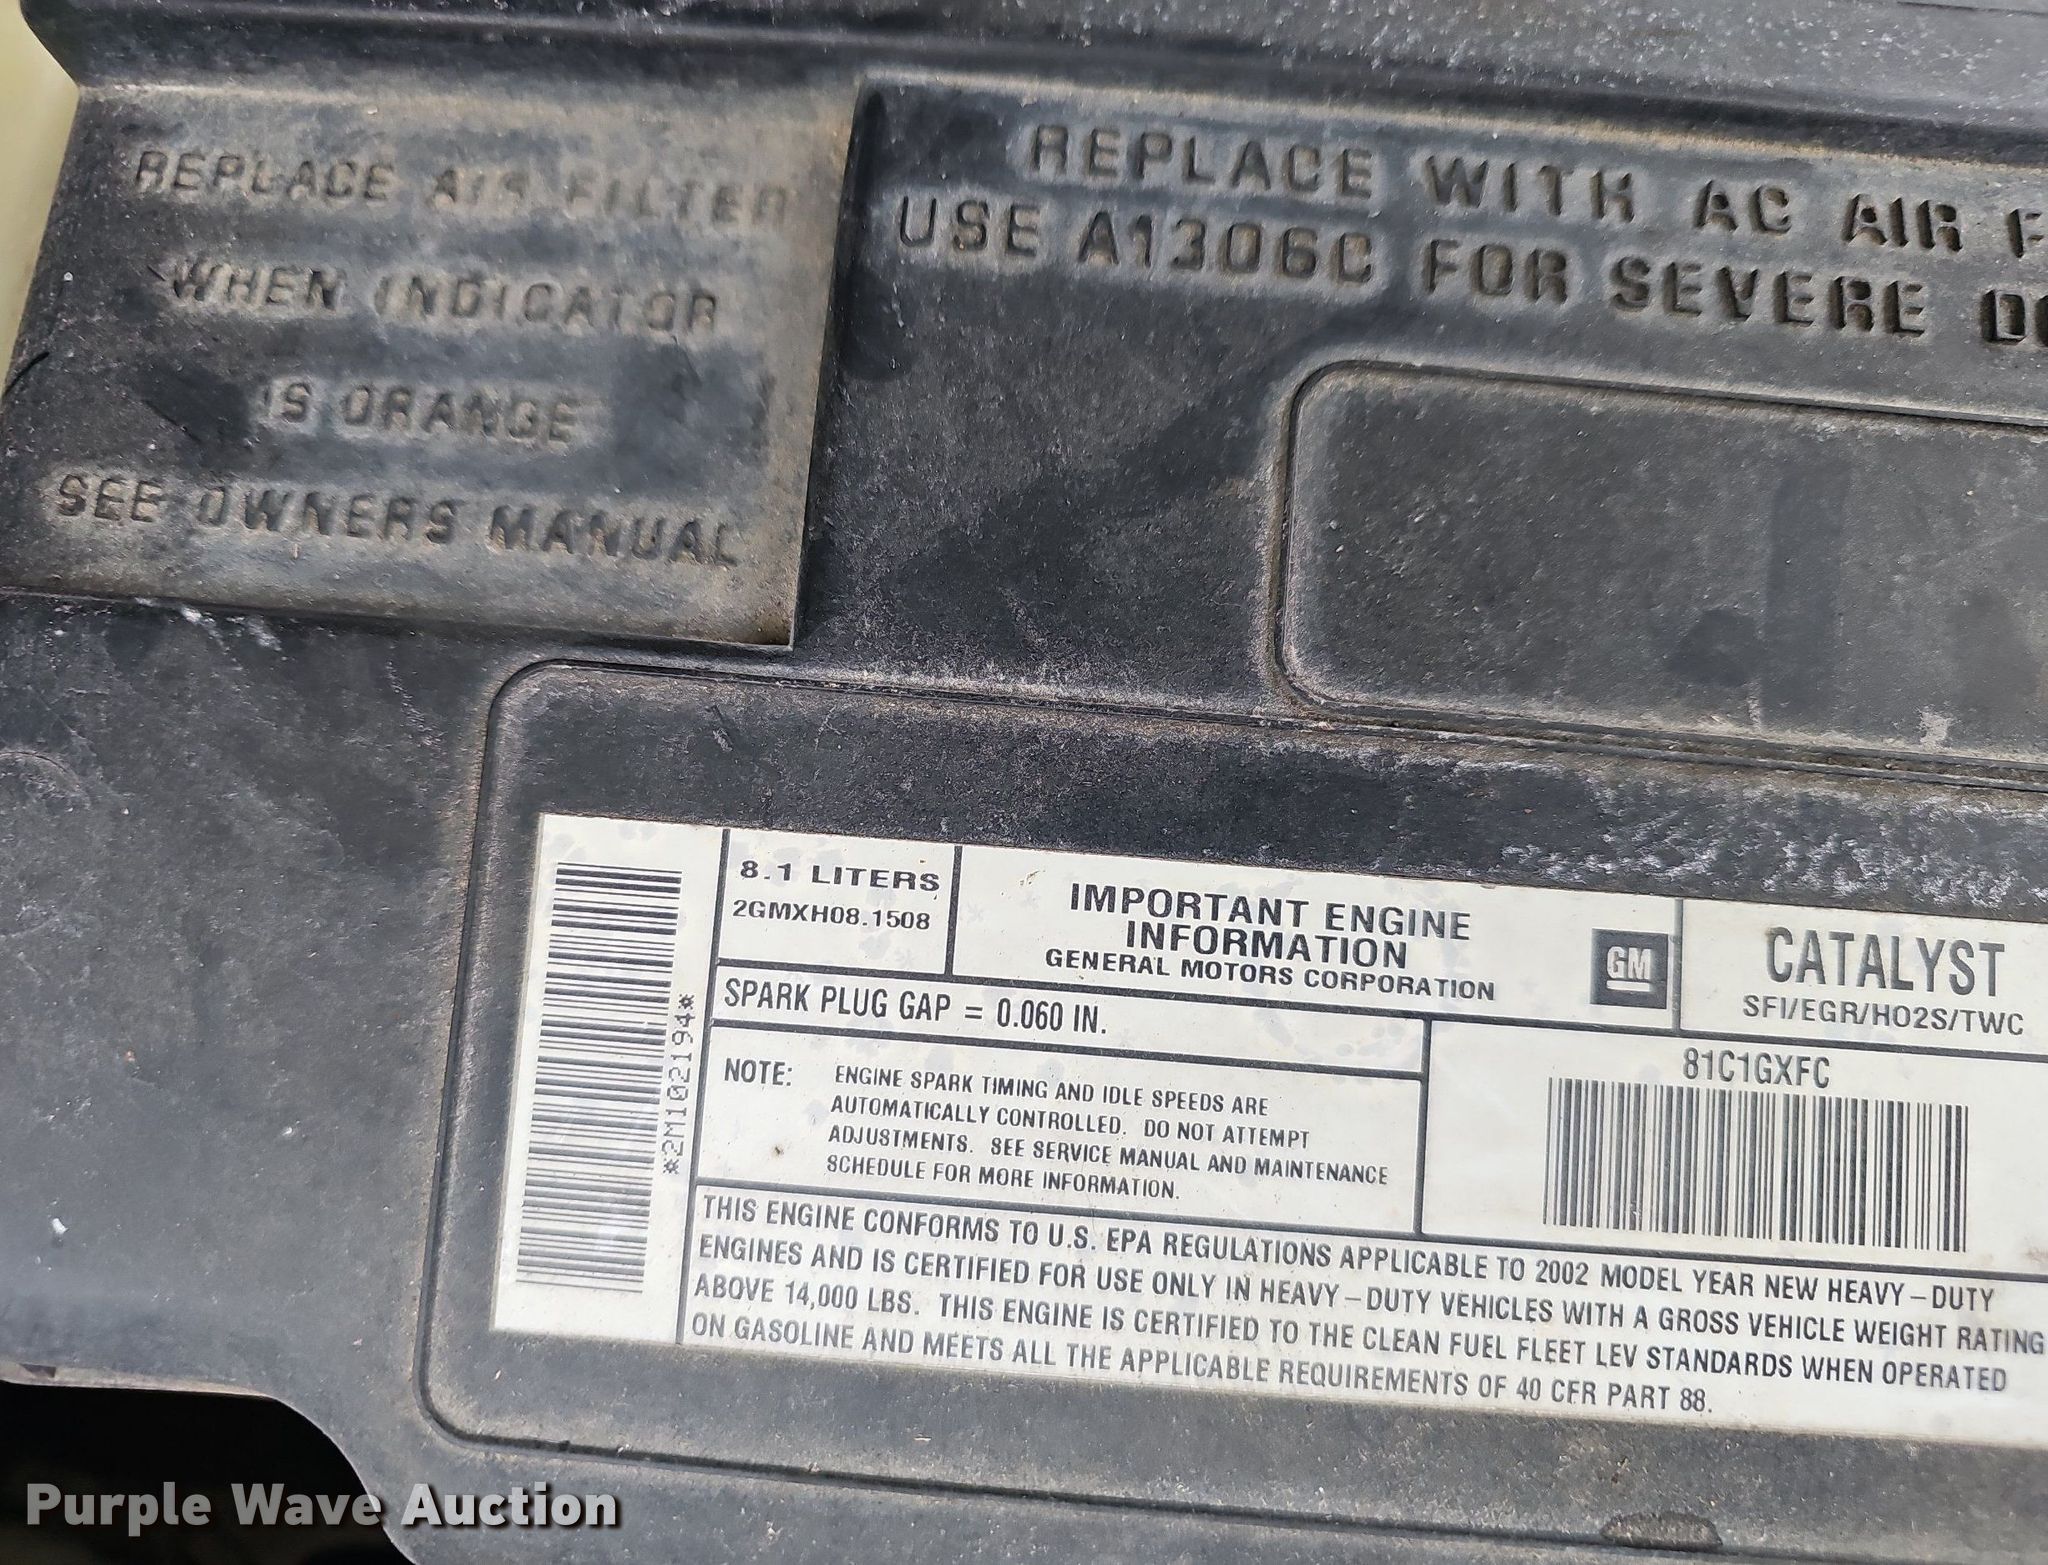 REPLACE AIR FILTER
WHEN INDICATOR
IS ORANGE
SEE OWNERS MANUAL
REPLACE WITH AC AIR
USE A1306C FOR SEVERE
8.1 LITERS
2GMXH08.1508
IMPORTANT ENGINE
INFORMATION
GENERAL MOTORS CORPORATION
GM
CATALYST
SFI/EGR/HO2S/TWC
SPARK PLUG GAP = 0.060 IN.
*2M102194*
NOTE: ENGINE SPARK TIMING AND IDLE SPEEDS ARE
AUTOMATICALLY CONTROLLED. DO NOT ATTEMPT
ADJUSTMENTS. SEE SERVICE MANUAL AND MAINTENANCE
SCHEDULE FOR MORE INFORMATION.
81C1GXFC
THIS ENGINE CONFORMS TO U.S. EPA REGULATIONS APPLICABLE TO 2002 MODEL YEAR NEW HEAVY-DUTY
ENGINES AND IS CERTIFIED FOR USE ONLY IN HEAVY-DUTY VEHICLES WITH A GROSS VEHICLE WEIGHT RATING
ABOVE 14,000 LBS. THIS ENGINE IS CERTIFIED TO THE CLEAN FUEL FLEET LEV STANDARDS WHEN OPERATED
ON GASOLINE AND MEETS ALL THE APPLICABLE REQUIREMENTS OF 40 CFR PART 88.
Purple Wave Auction